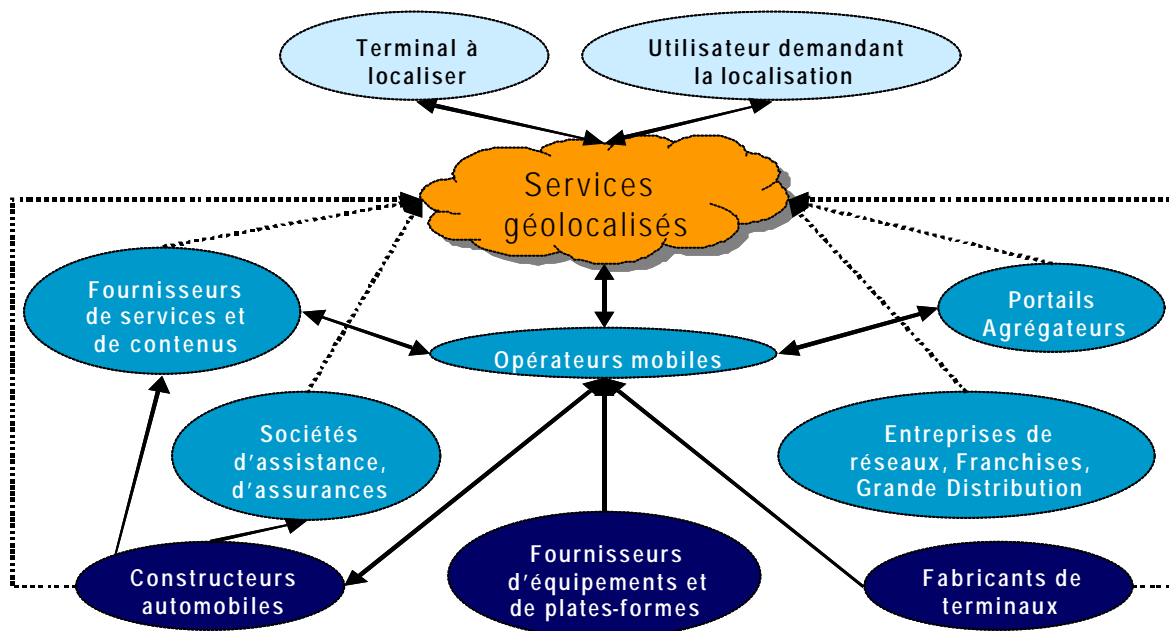 Terminal à
localiser
Utilisateur demandant
la localisation
Services
géolocalisés
Fournisseurs
de services et
de contenus
Portails
Agrégateurs
Opérateurs mobiles
Sociétés
d'assistance,
d'assurances
Entreprises de
réseaux, Franchises,
Grande Distribution
Constructeurs
automobiles
Fournisseurs
d'équipements et
de plates-formes
Fabricants de
terminaux